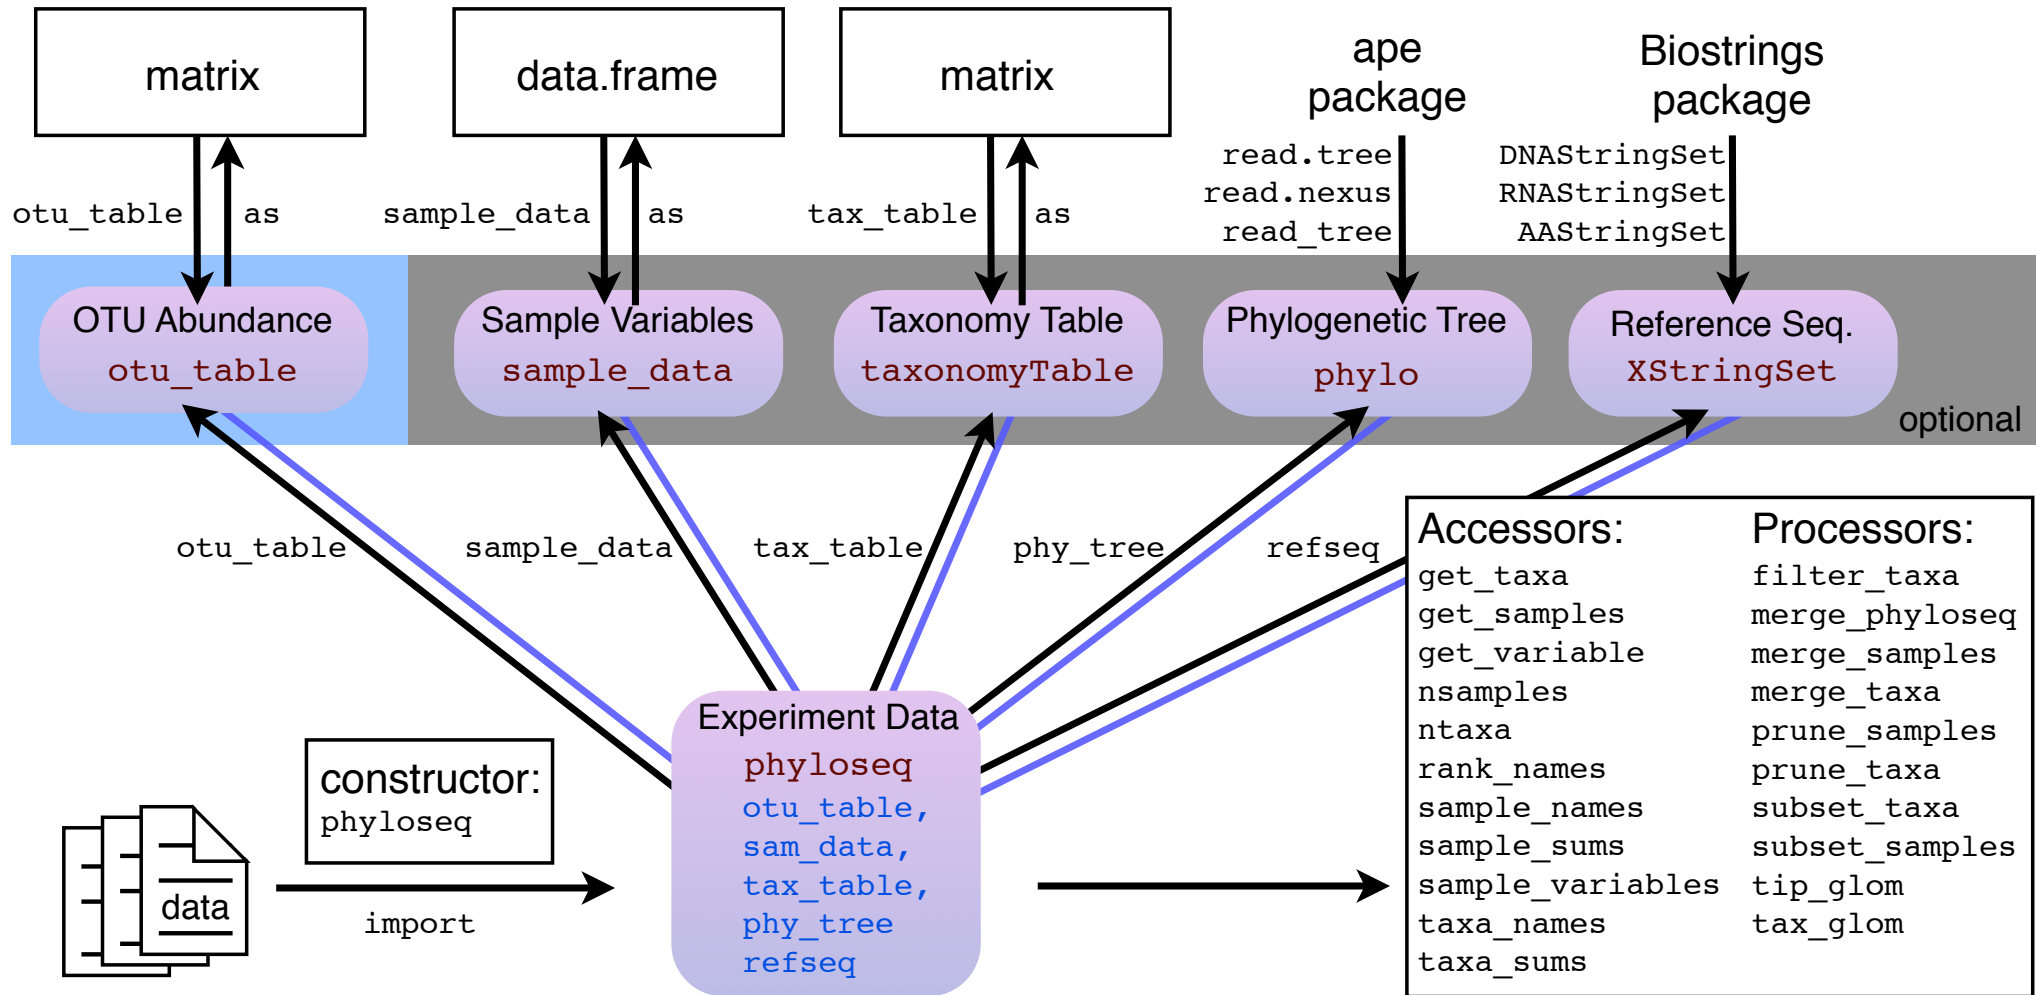 matrix
data.frame
matrix
ape
package
Biostrings
package
otu_table
as
sample_data
as
tax_table
as
read.tree
read.nexus
read_tree
DNAStringSet
RNAStringSet
AAStringSet
OTU Abundance
otu_table
Sample Variables
sample_data
Taxonomy Table
taxonomyTable
Phylogenetic Tree
phylo
Reference Seq.
XStringSet
optional
otu_table
sample_data
tax_table
phy_tree
refseq
data
constructor:
phyloseq
import
Experiment Data
phyloseq
otu_table,
sam_data,
tax_table,
phy_tree
refseq
Accessors:
get_taxa
get_samples
get_variable
nsamples
ntaxa
rank_names
sample_names
sample_sums
sample_variables
taxa_names
taxa_sums
Processors:
filter_taxa
merge_phyloseq
merge_samples
merge_taxa
prune_samples
prune_taxa
subset_taxa
subset_samples
tip_glom
tax_glom